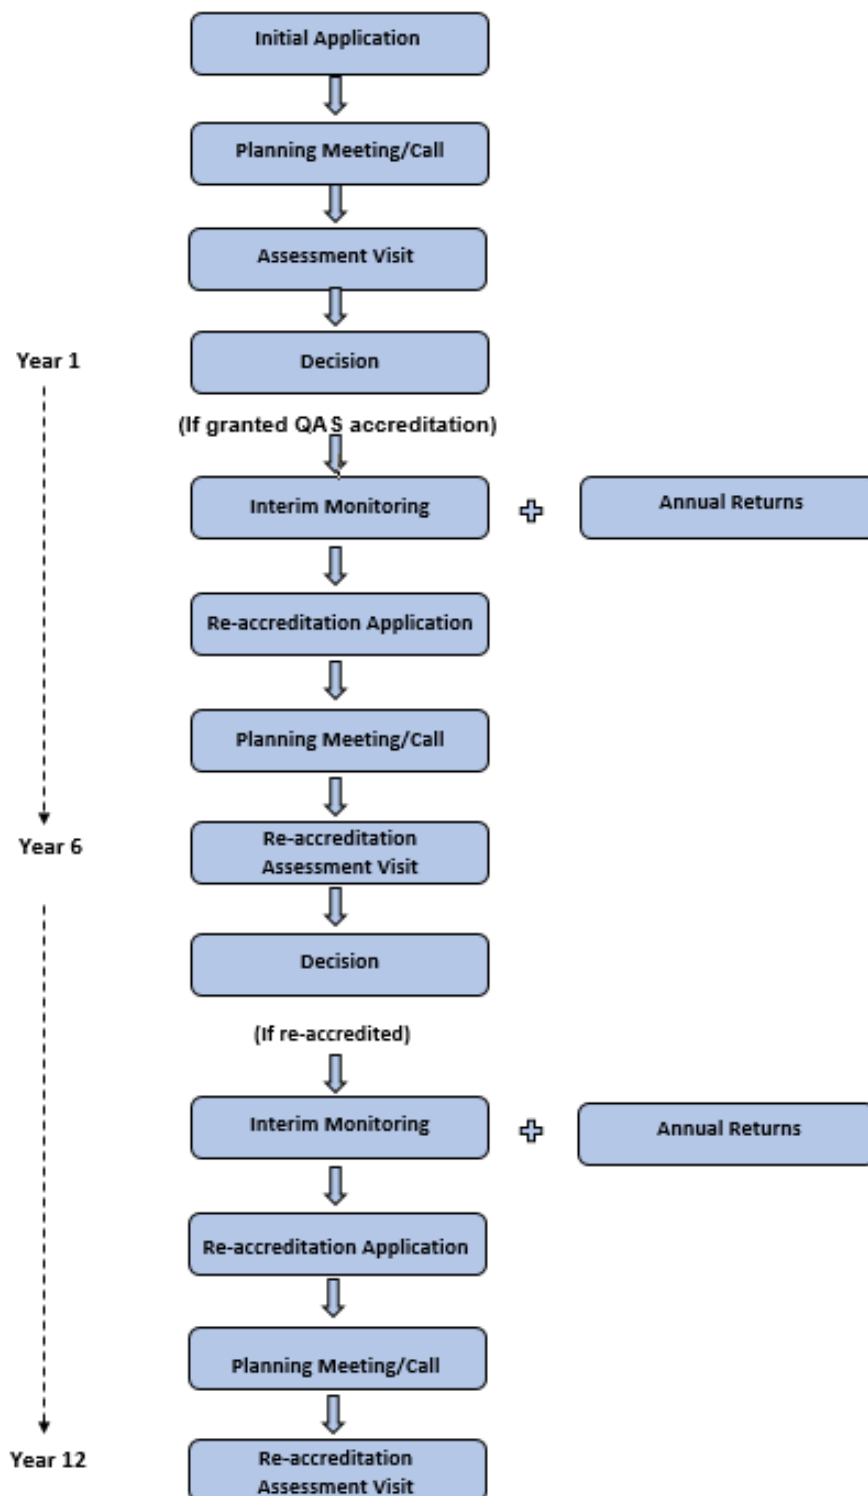 Initial Application
Planning Meeting/Call
Assessment Visit
Year 1
Decision
(If granted QAS accreditation)
Interim Monitoring
Annual Returns
Re-accreditation Application
Planning Meeting/Call
Year 6
Re-accreditation
Assessment Visit
Decision
(If re-accredited)
Interim Monitoring
Annual Returns
Re-accreditation Application
Planning Meeting/Call
Year 12
Re-accreditation
Assessment Visit